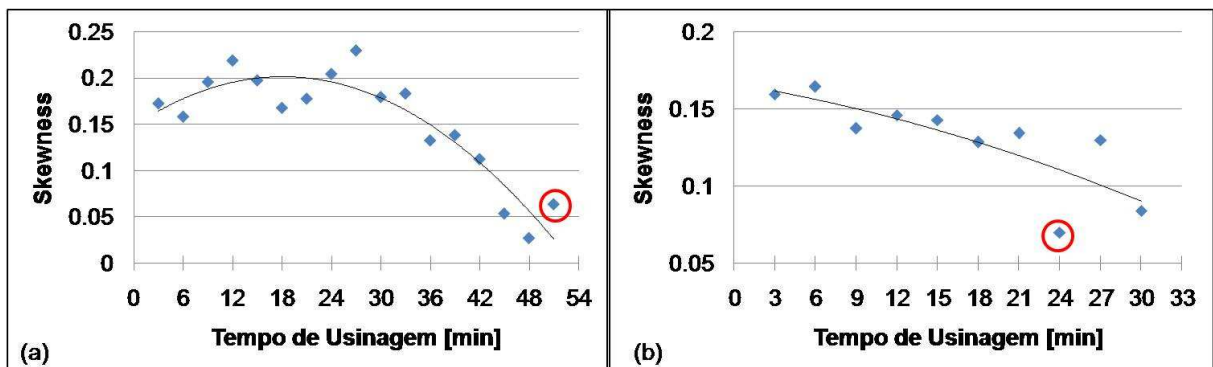 0.25
0.2
0.15
0.1
0.05
0
Skewness
0 6 12 18 24 30 36 42 48 54
Tempo de Usinagem [min]
(a)
0.2
0.15
0.1
0.05
Skewness
0 3 6 9 12 15 18 21 24 27 30 33
Tempo de Usinagem [min]
(b)